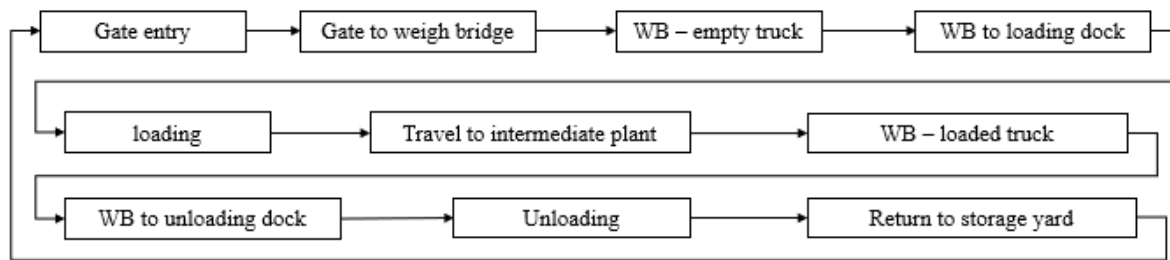 Gate entry
Gate to weigh bridge
WB – empty truck
WB to loading dock
loading
Travel to intermediate plant
WB – loaded truck
WB to unloading dock
Unloading
Return to storage yard